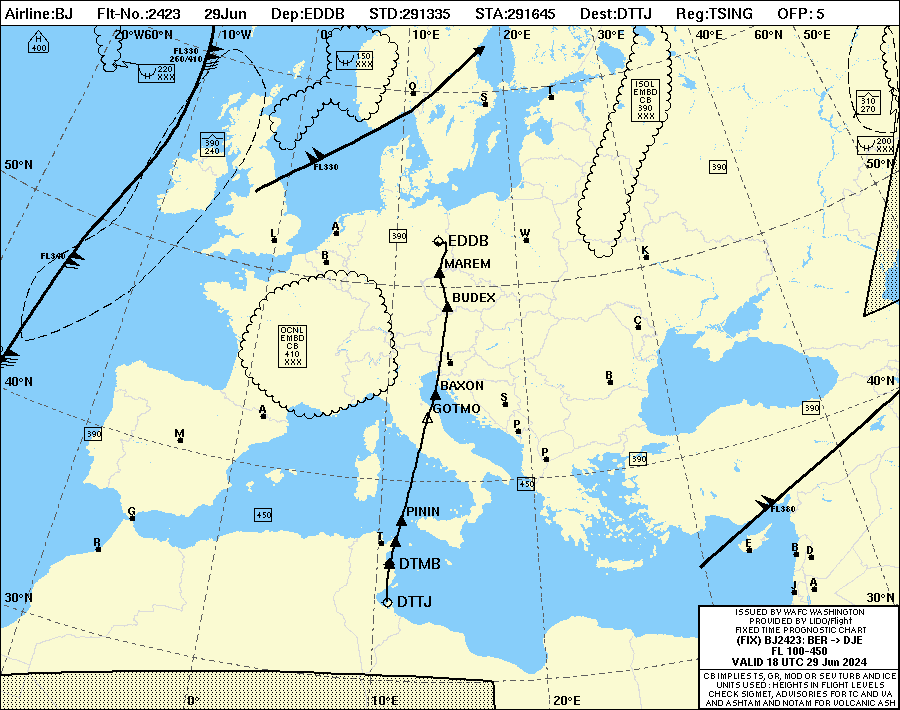 Airline:BJ Flt-No.:2423 29Jun Dep:EDDB STD:291335 STA:291645 Dest:DTTJ Reg:TSING OFP: 5
H
400
20°W60°N
10°W
0°
10°E
20°E
30°E
40°E
60°N
50°E
FL330
260/410
220
XXX
150
XXX
O
S
T
ISOL
EMBD
CB
390
XXX
310
270
200
XXX
390
240
FL330
50°N
390
50°N
L
A
B
390
EDDB
W
K
FL340
MAREM
BUDEX
OCNL
EMBD
CB
410
XXX
C
L
B
40°N
BAXON
40°N
GOTMO
S
390
A
M
390
P
P
390
450
450
G
PININ
FL380
R
T
E
B
D
DTMB
J
A
30°N
DTTJ
30°N
ISSUED BY WAFC WASHINGTON
PROVIDED BY LIDO/Flight
FIXED TIME PROGNOSTIC CHART
(FIX) BJ2423: BER -> DJE
FL 100-450
VALID 18 UTC 29 Jun 2024
CB IMPLIES TS, GR, MOD OR SEV TURB AND ICE
UNITS USED : HEIGHTS IN FLIGHT LEVELS
CHECK SIGMET, ADVISORIES FOR TC AND VA
AND ASHTAM AND NOTAM FOR VOLCANIC ASH
0°
10°E
20°E